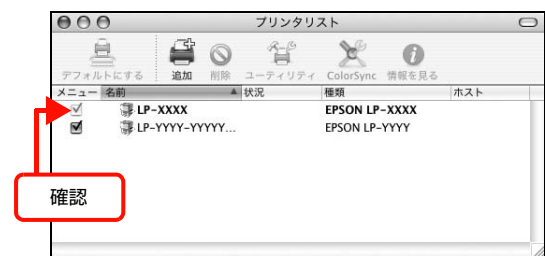 プリンタリスト
デフォルトにする 追加 削除 ユーティリティ ColorSync 情報を見る
メニュー 名前 状況 種類 ホスト
LP-XXXX EPSON LP-XXXX
LP-YYYY-YYYYY... EPSON LP-YYYY
確認